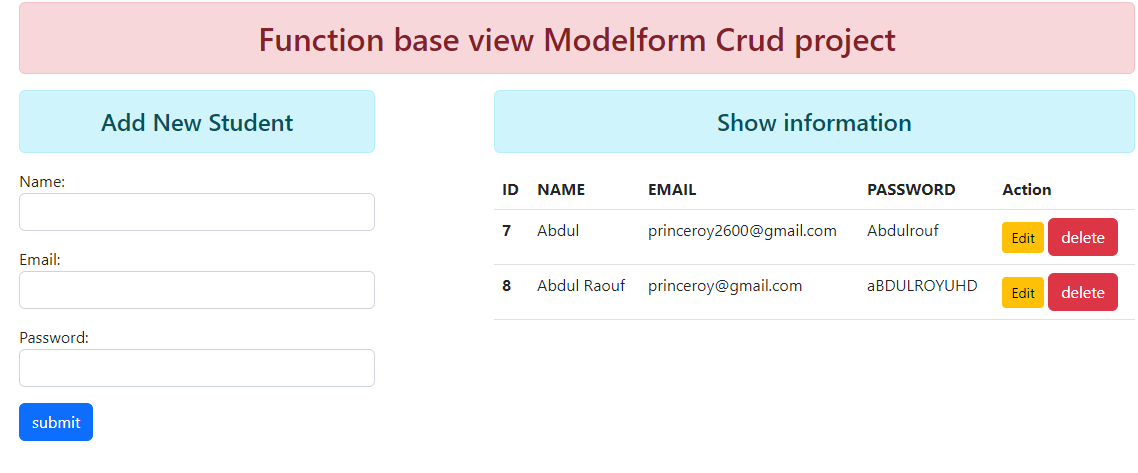 Function base view Modelform Crud project
Add New Student
Name:
Email:
Password:
submit
Show information
ID NAME EMAIL PASSWORD Action
7 Abdul princeroy2600@gmail.com Abdulrouf Edit delete
8 Abdul Raouf princeroy@gmail.com aBDULROYUHD Edit delete